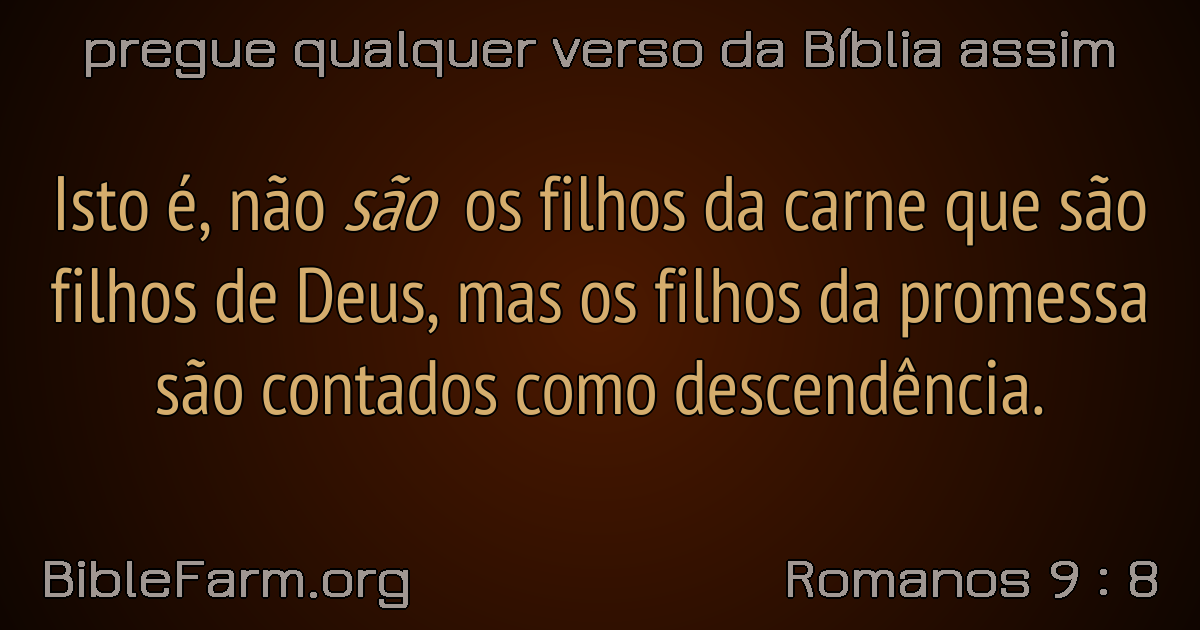 pregue qualquer verso da Bíblia assim
Isto é, não são os filhos da carne que são
filhos de Deus, mas os filhos da promessa
são contados como descendência.
BibleFarm.org
Romanos 9 : 8